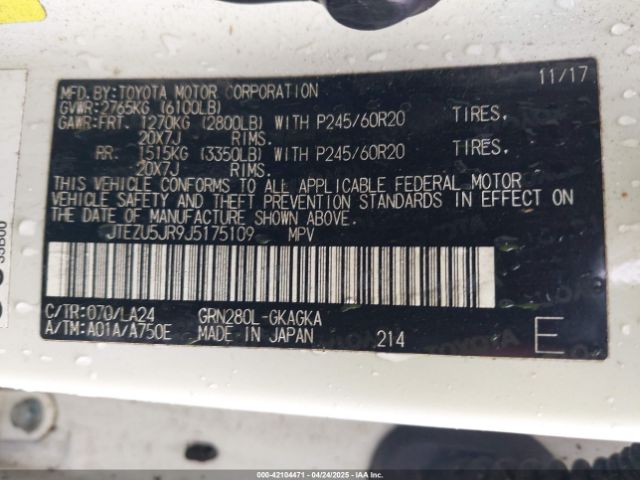 MFD.BY:TOYOTA MOTOR CORPORATION 11/17
GVWR:2765KG (6100LB)
GAWR:FRT. 1270KG (2800LB) WITH P245/60R20 TIRES,
20X7J RIMS.
RR. 1515KG (3350LB) WITH P245/60R20 TIRES,
20X7J RIMS.
THIS VEHICLE CONFORMS TO ALL APPLICABLE FEDERAL MOTOR
VEHICLE SAFETY AND THEFT PREVENTION STANDARDS IN EFFECT ON
THE DATE OF MANUFACTURE SHOWN ABOVE.
JTEZU5JR9J5175109 MPV
C/TR:070/LA24 GRN280L-GKAGKA
A/TM:A01A/A750E MADE IN JAPAN 214 E
000-42104471 - 04/24/2025 - IAAI.com